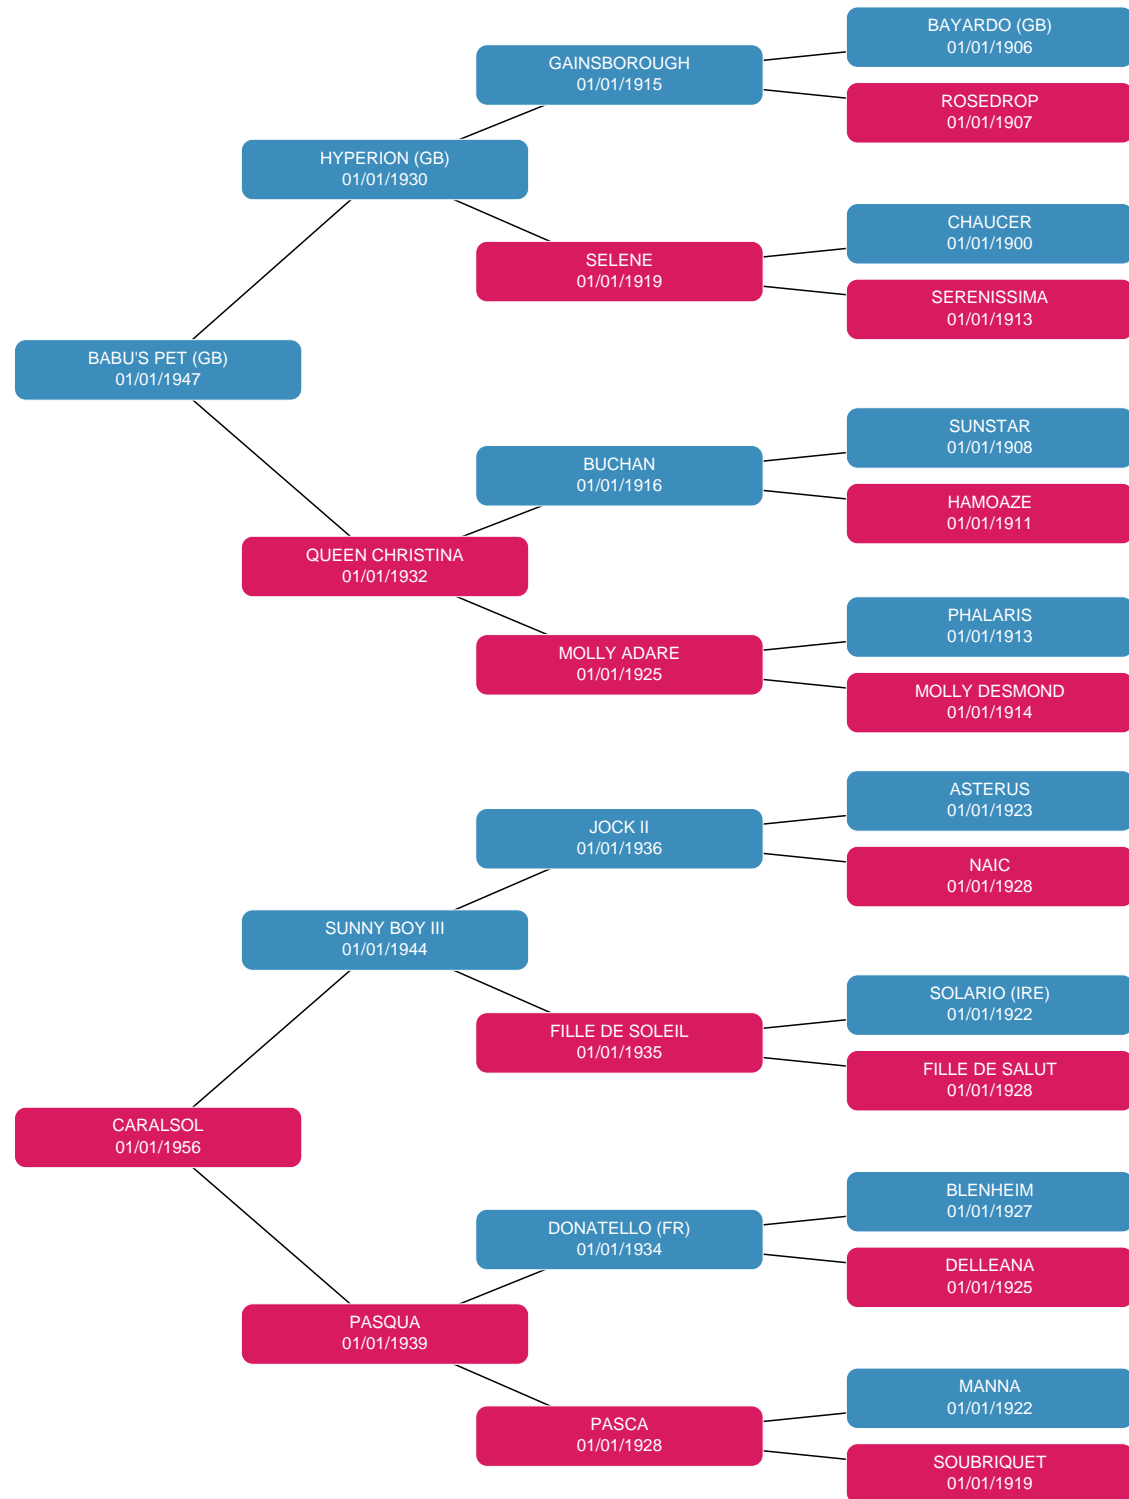 BAYARDO (GB)
01/01/1906
GAINSBOROUGH
01/01/1915
ROSEDROP
01/01/1907
HYPERION (GB)
01/01/1930
CHAUCER
01/01/1900
SELENE
01/01/1919
SERENISSIMA
01/01/1913
BABU'S PET (GB)
01/01/1947
SUNSTAR
01/01/1908
BUCHAN
01/01/1916
HAMOAZE
01/01/1911
QUEEN CHRISTINA
01/01/1932
PHALARIS
01/01/1913
MOLLY ADARE
01/01/1925
MOLLY DESMOND
01/01/1914
ASTERUS
01/01/1923
JOCK II
01/01/1936
NAIC
01/01/1928
SUNNY BOY III
01/01/1944
SOLARIO (IRE)
01/01/1922
FILLE DE SOLEIL
01/01/1935
FILLE DE SALUT
01/01/1928
CARALSOL
01/01/1956
BLENHEIM
01/01/1927
DONATELLO (FR)
01/01/1934
DELLEANA
01/01/1925
PASQUA
01/01/1939
MANNA
01/01/1922
PASCA
01/01/1928
SOUBRIQUET
01/01/1919